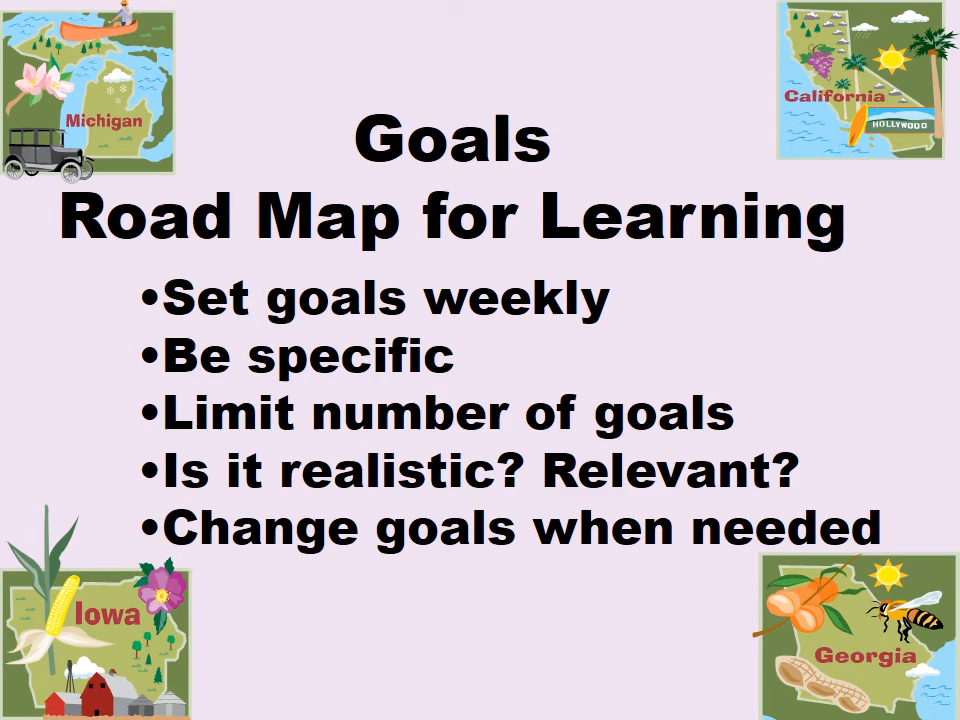 Michigan
California
HOLLYWOOD
Goals
Road Map for Learning
•Set goals weekly
•Be specific
•Limit number of goals
•Is it realistic? Relevant?
•Change goals when needed
Iowa
Georgia